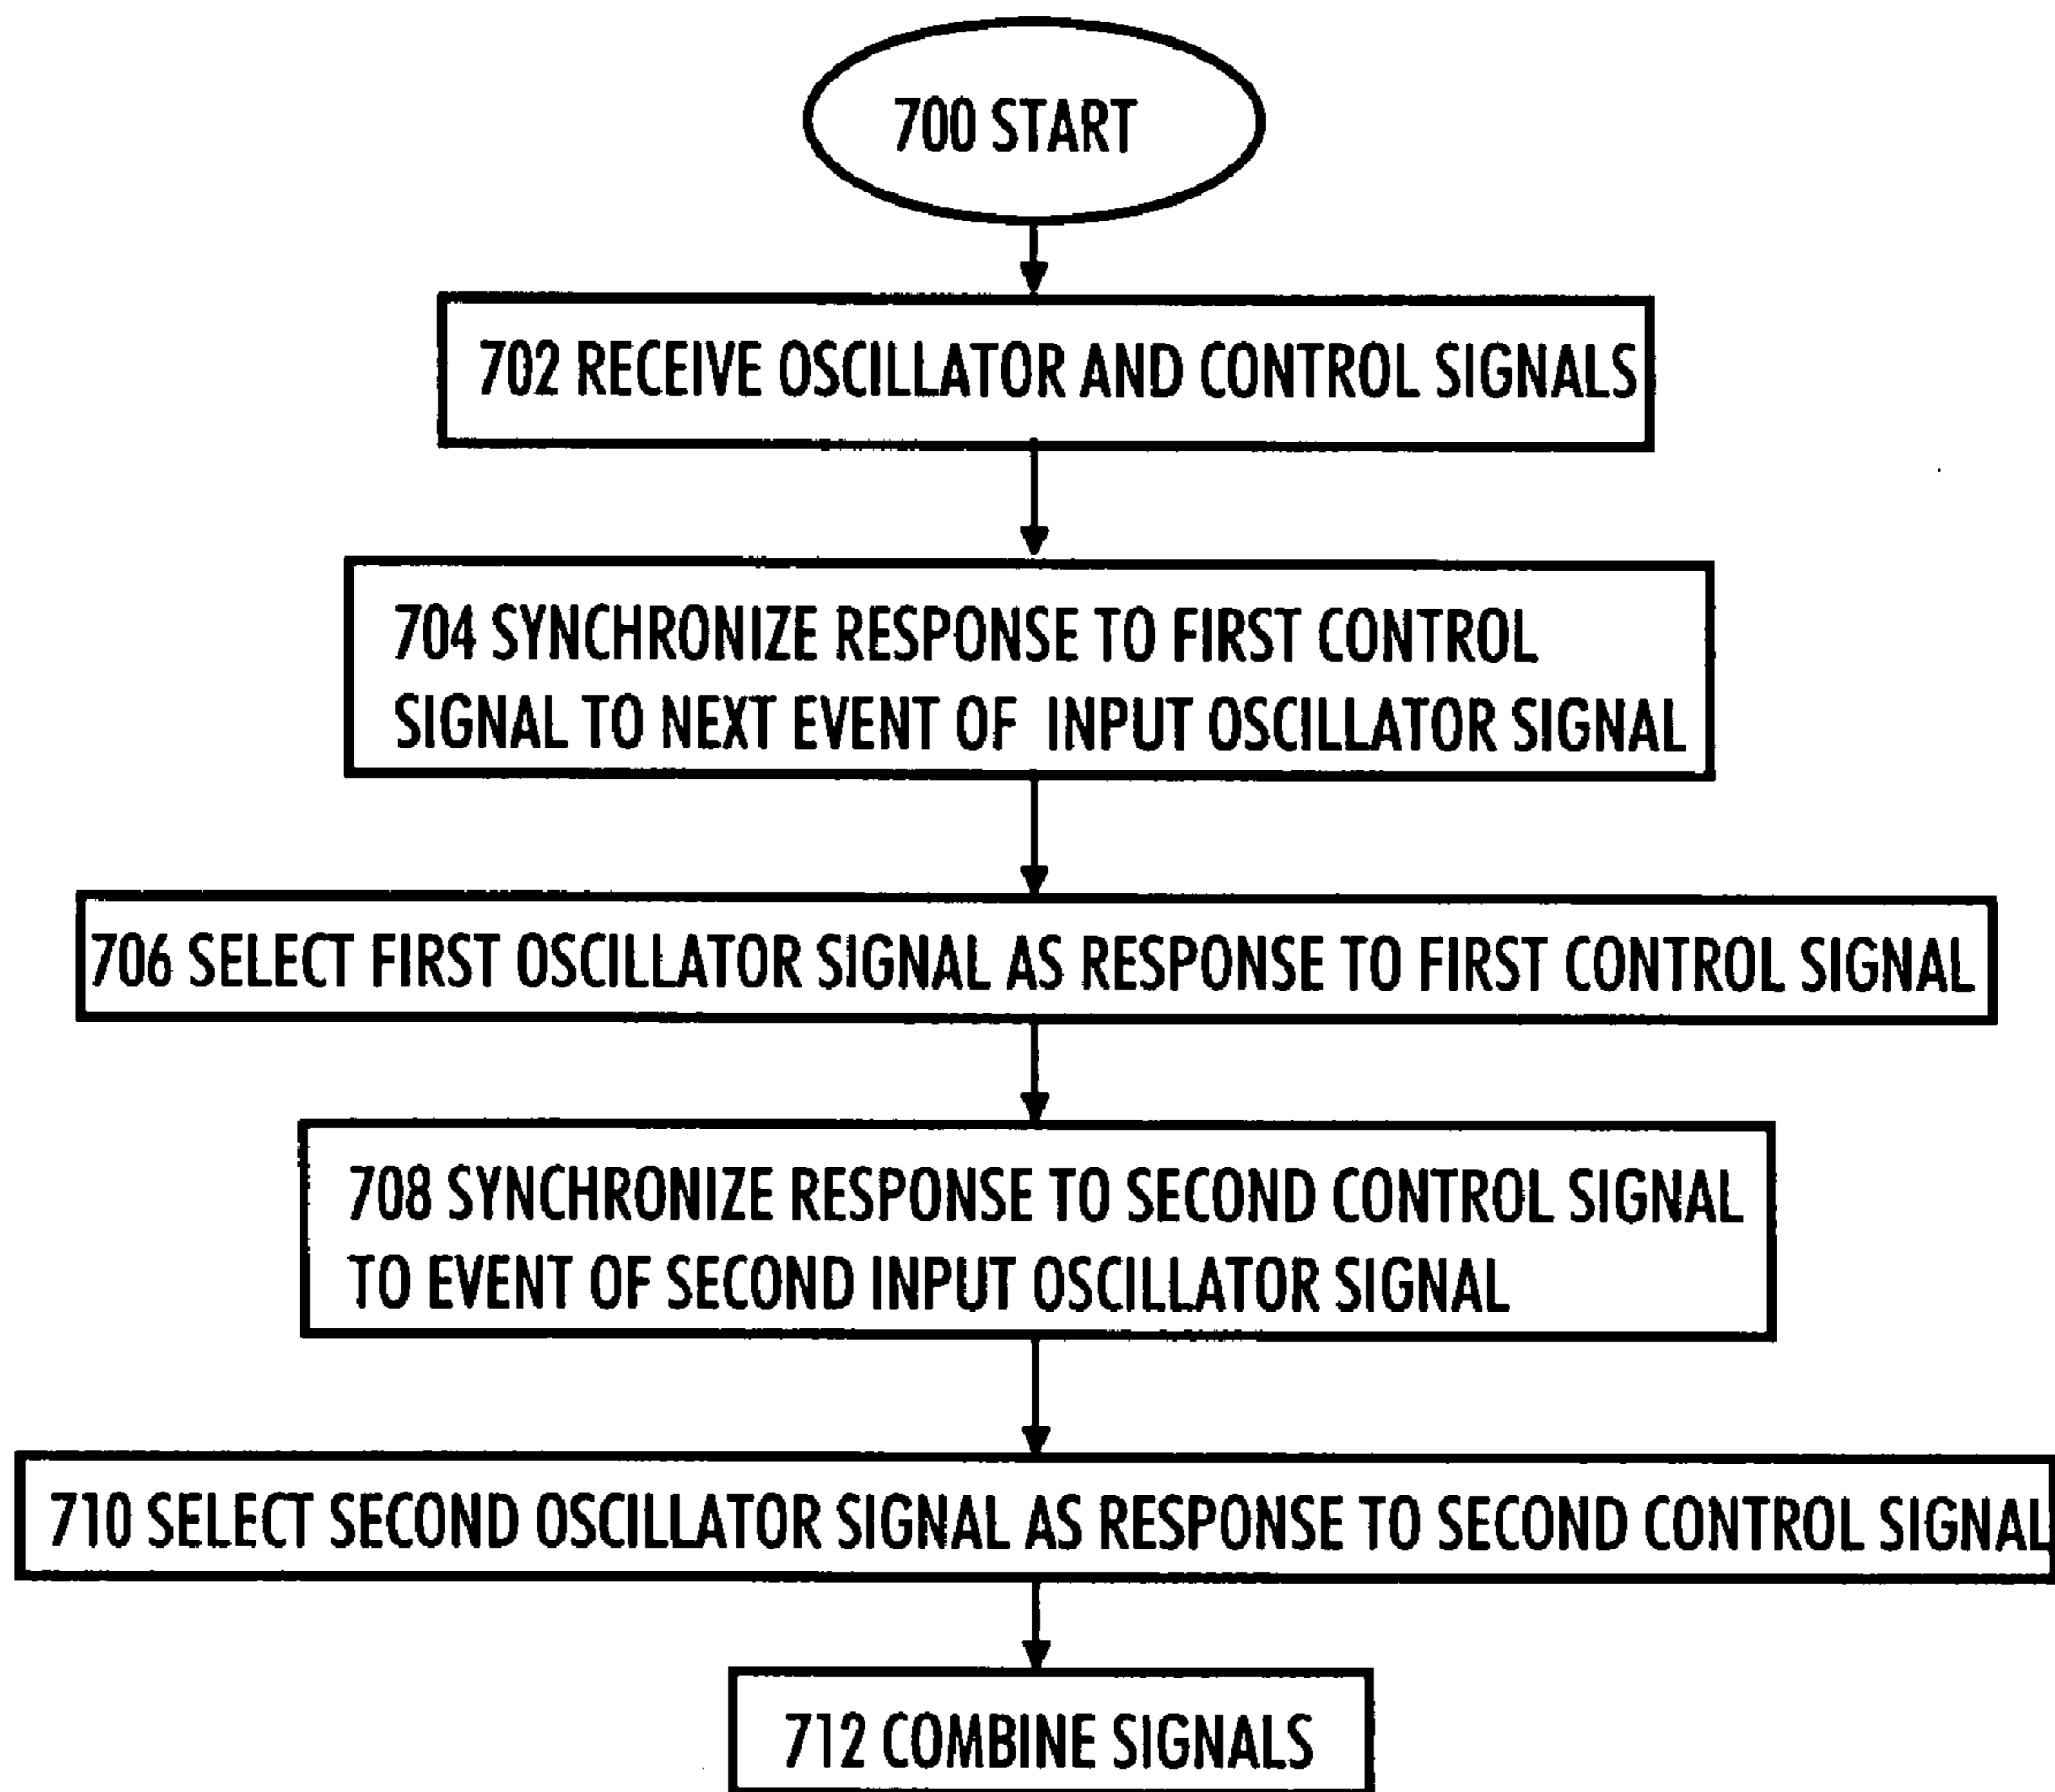 700 START
702 RECEIVE OSCILLATOR AND CONTROL SIGNALS
704 SYNCHRONIZE RESPONSE TO FIRST CONTROL
SIGNAL TO NEXT EVENT OF INPUT OSCILLATOR SIGNAL
706 SELECT FIRST OSCILLATOR SIGNAL AS RESPONSE TO FIRST CONTROL SIGNAL
708 SYNCHRONIZE RESPONSE TO SECOND CONTROL SIGNAL
TO EVENT OF SECOND INPUT OSCILLATOR SIGNAL
710 SELECT SECOND OSCILLATOR SIGNAL AS RESPONSE TO SECOND CONTROL SIGNAL
712 COMBINE SIGNALS